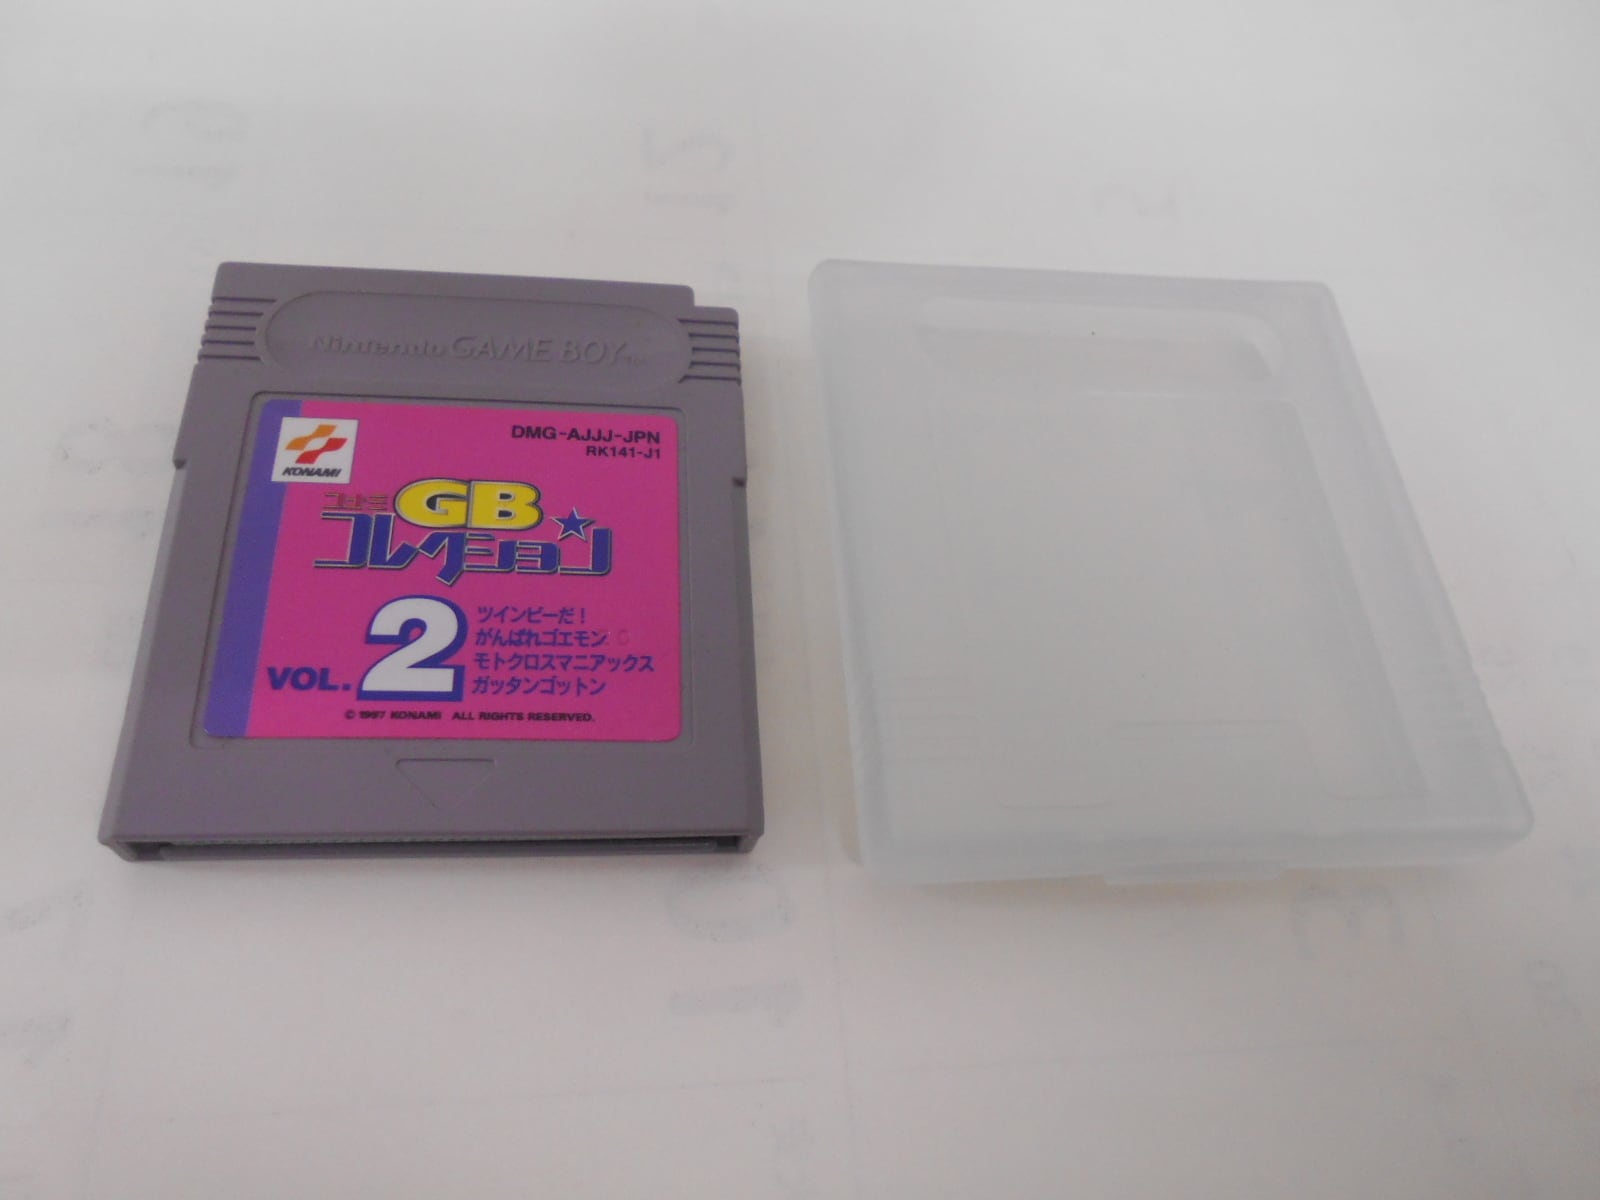 Nintendo GAME BOY TM
KONAMI
DMG-AJJJ-JPN
RK141-J1
コナミ GB
コレクション
VOL.2
ツインビーだ!
がんばれゴエモン
モトクロスマニアックス
ガッタンゴットン
© 1997 KONAMI ALL RIGHTS RESERVED.
12
3